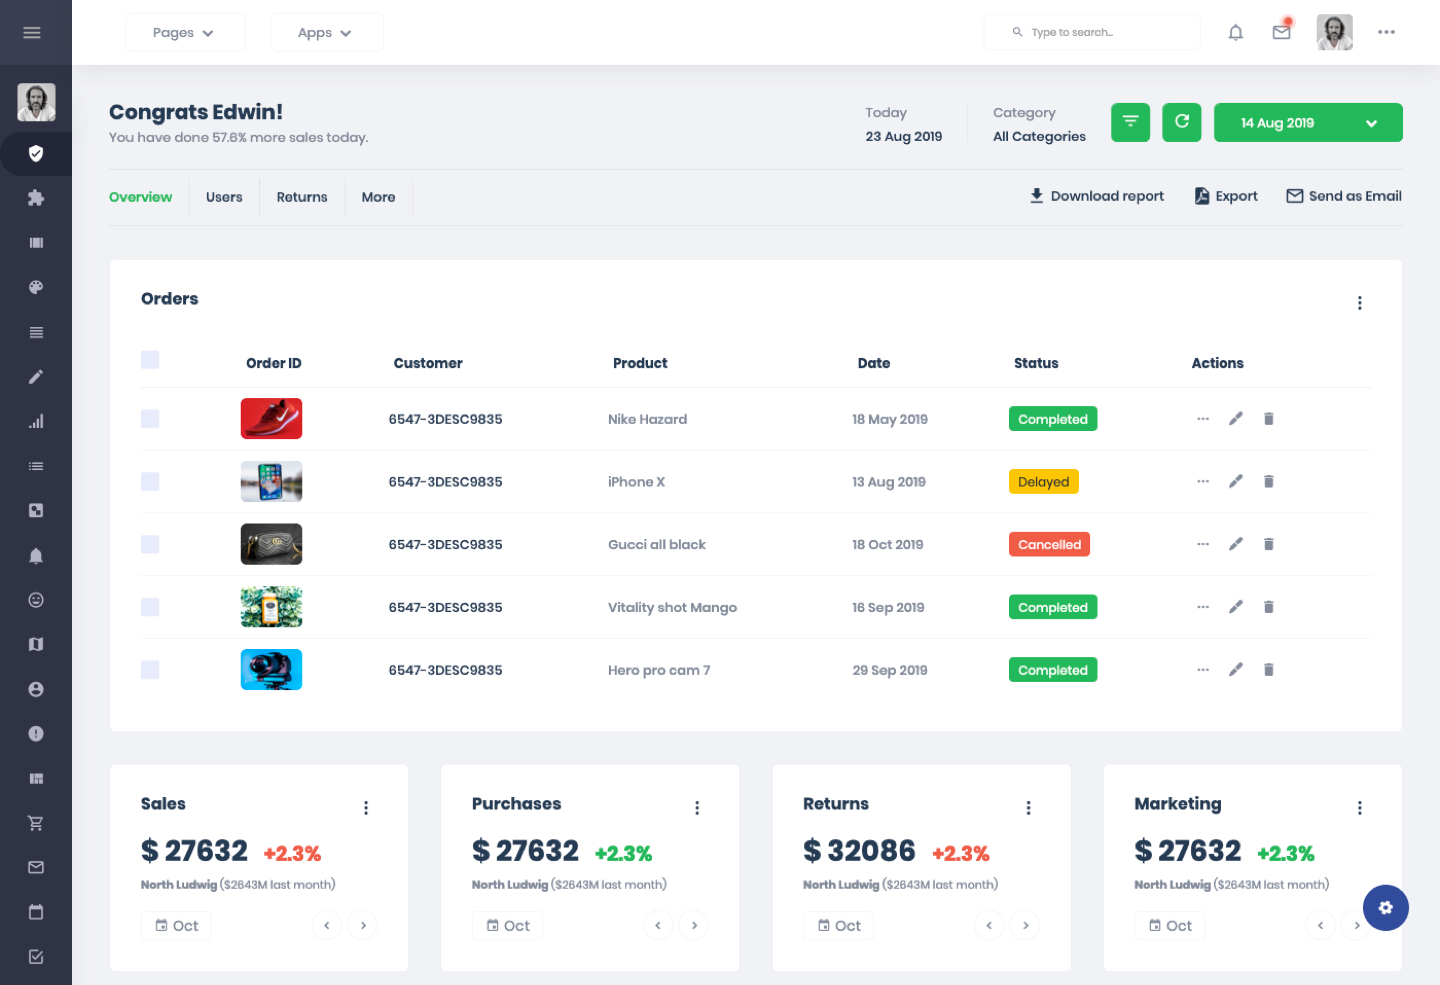 Pages
Apps
Type to search...
Congrats Edwin!
You have done 57.6% more sales today.
Today
23 Aug 2019
Category
All Categories
14 Aug 2019
Overview
Users
Returns
More
Download report
Export
Send as Email
Orders
Order ID Customer Product Date Status Actions
6547-3DESC9835 Nike Hazard 18 May 2019 Completed
6547-3DESC9835 iPhone X 13 Aug 2019 Delayed
6547-3DESC9835 Gucci all black 18 Oct 2019 Cancelled
6547-3DESC9835 Vitality shot Mango 16 Sep 2019 Completed
6547-3DESC9835 Hero pro cam 7 29 Sep 2019 Completed
Sales
$ 27632 +2.3%
North Ludwig ($2643M last month)
Oct
Purchases
$ 27632 +2.3%
North Ludwig ($2643M last month)
Oct
Returns
$ 32086 +2.3%
North Ludwig ($2643M last month)
Oct
Marketing
$ 27632 +2.3%
North Ludwig ($2643M last month)
Oct